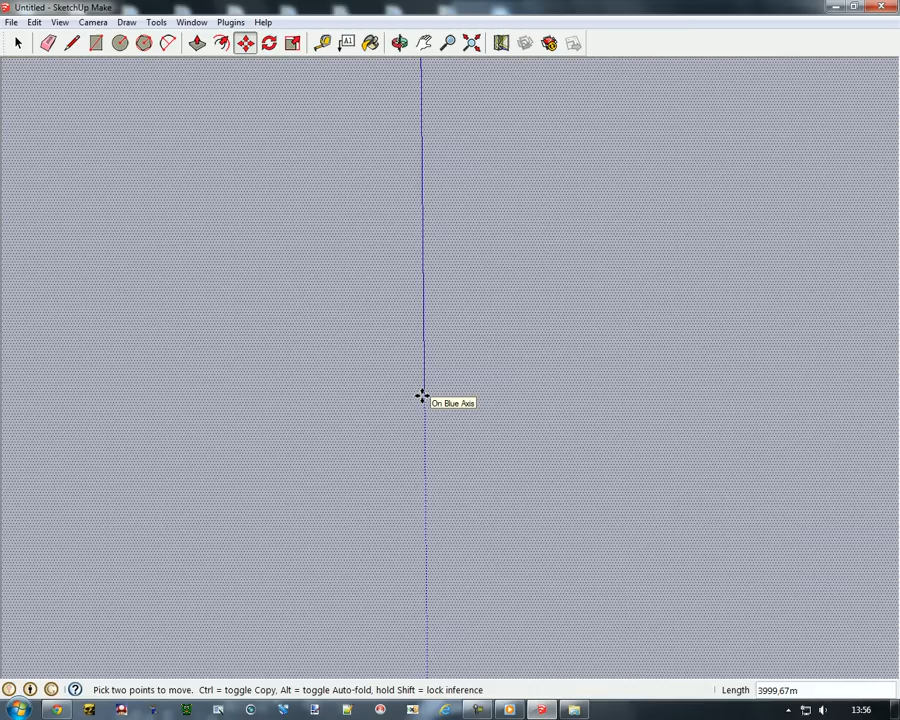 Untitled - SketchUp Make
File Edit View Camera Draw Tools Window Plugins Help
A1
On Blue Axis
Pick two points to move. Ctrl = toggle Copy, Alt = toggle Auto-fold, hold Shift = lock inference
Length 3999,67m
13:56